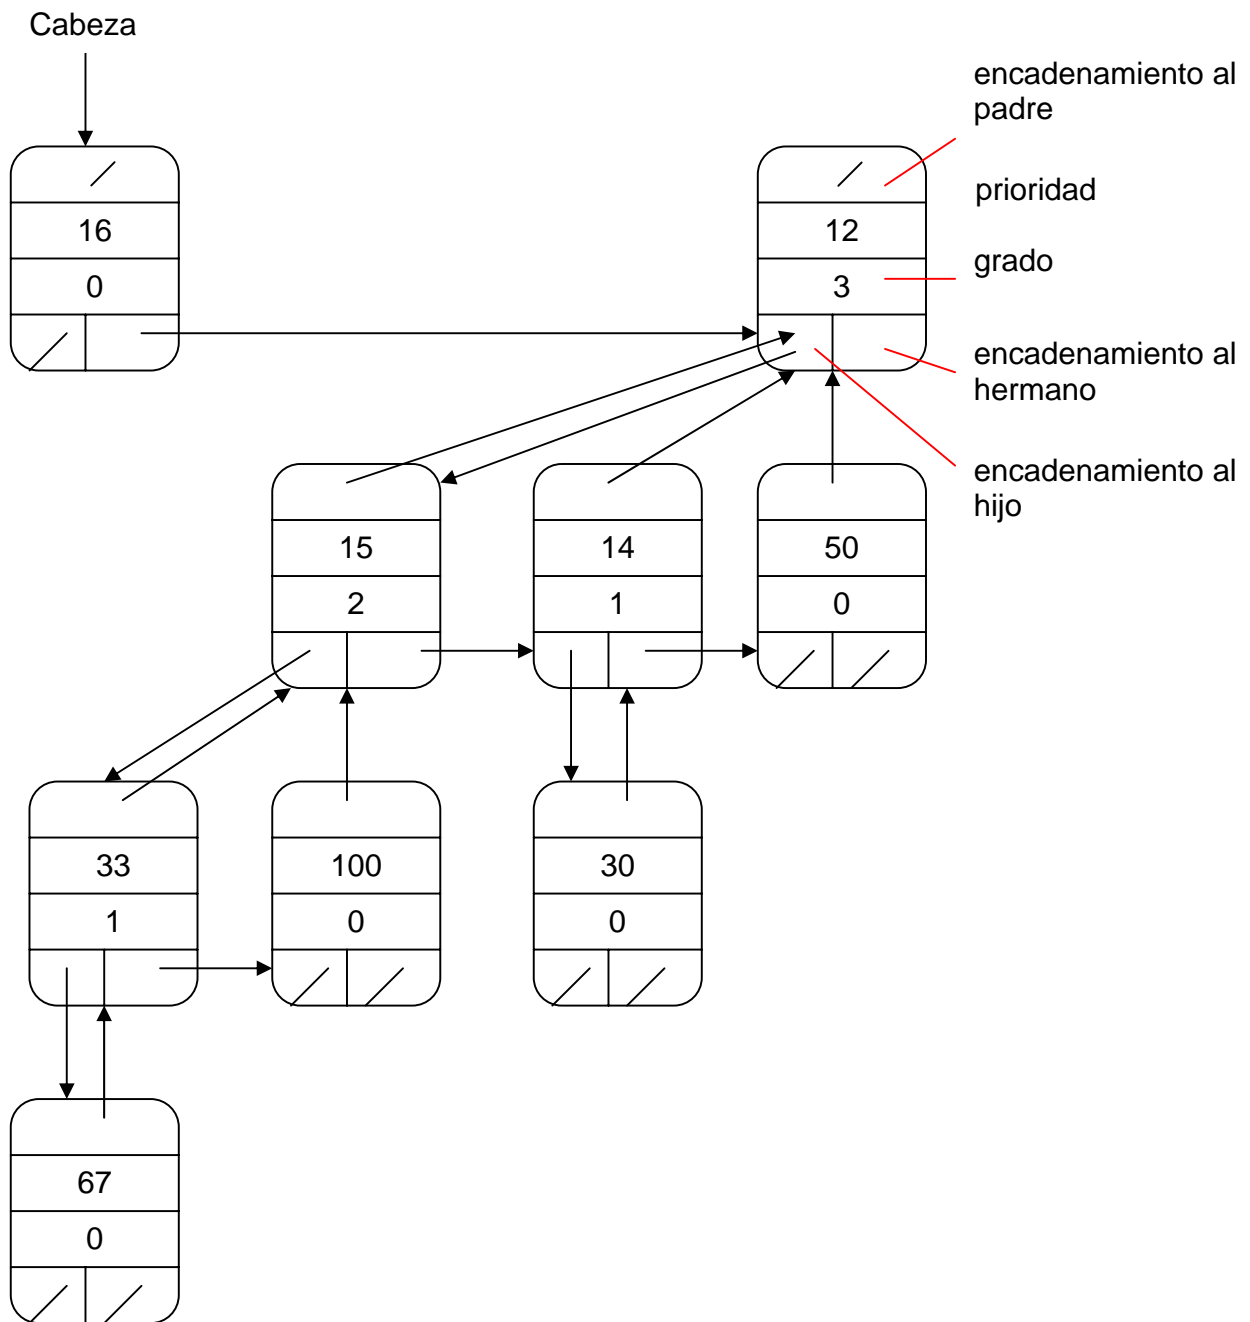 Cabeza
encadenamiento al
padre
16
12
prioridad
0
3
grado
encadenamiento al
hermano
encadenamiento al
hijo
15
14
50
2
1
0
33
100
30
1
0
0
67
0